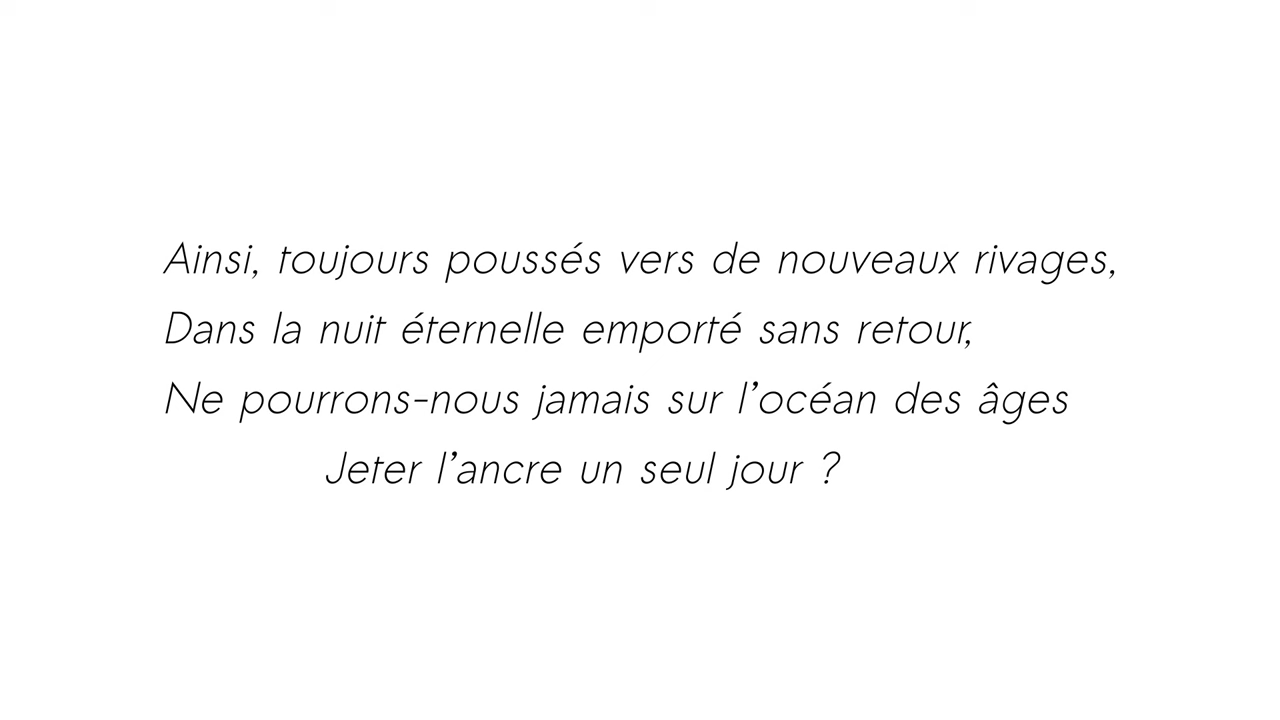 Ainsi, toujours poussés vers de nouveaux rivages,
Dans la nuit éternelle emporté sans retour,
Ne pourrons-nous jamais sur l’océan des âges
Jeter l’ancre un seul jour ?